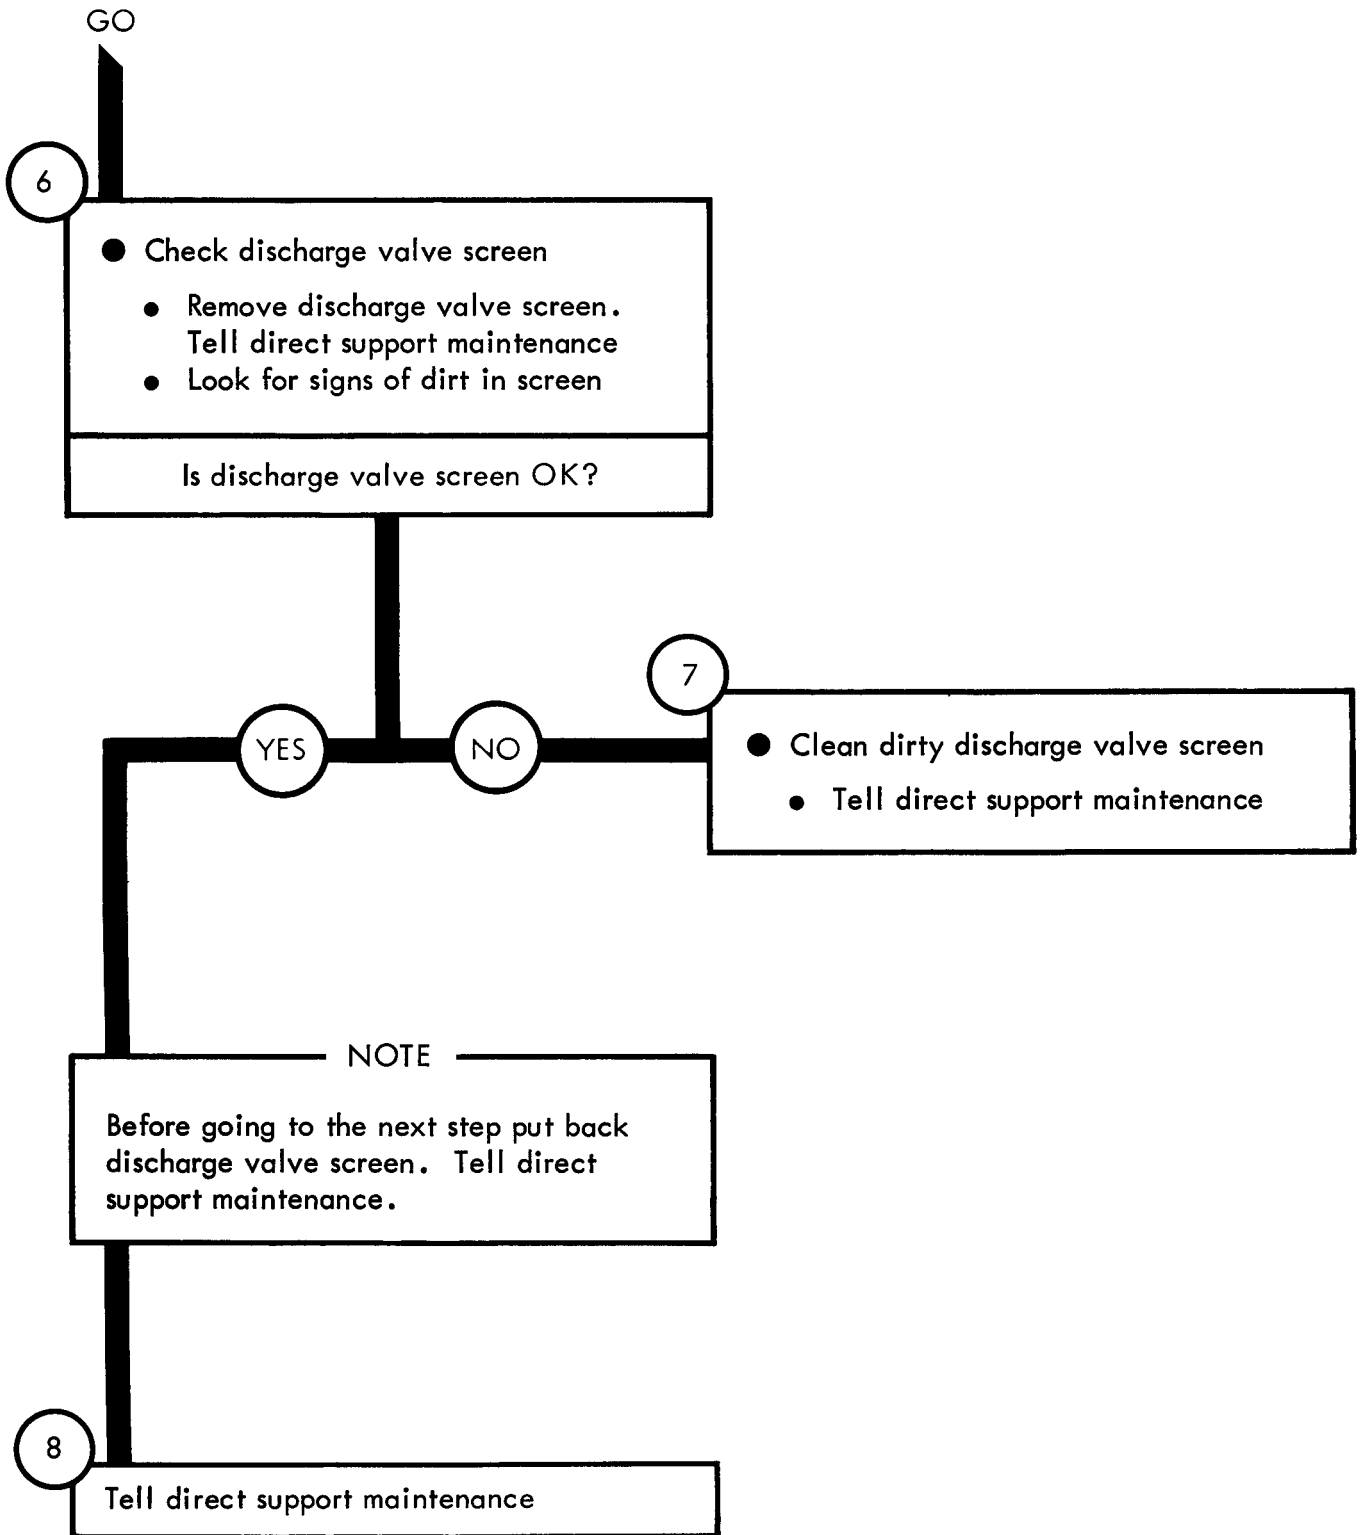 GO
6
● Check discharge valve screen
● Remove discharge valve screen.
Tell direct support maintenance
● Look for signs of dirt in screen
Is discharge valve screen OK?
YES
NO
7
● Clean dirty discharge valve screen
● Tell direct support maintenance
NOTE
Before going to the next step put back
discharge valve screen. Tell direct
support maintenance.
8
Tell direct support maintenance